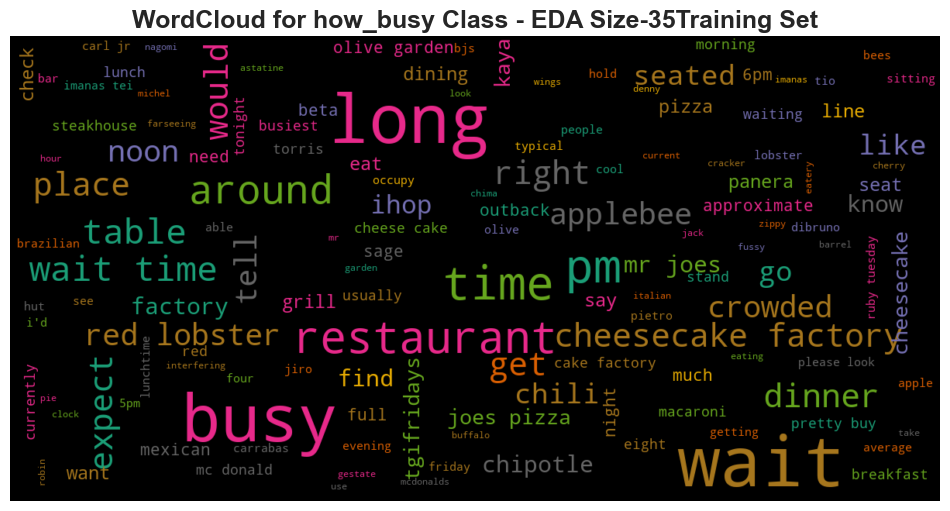 WordCloud for how_busy Class - EDA Size-35Training Set
check
carl jr
nagomi
would
astatine
olive garden
bjs
kaya
morning
bees
bar
imanas tei
lunch
michel
tonight
dining
look
wings
hold
denny
seated
6pm
imanas
tio
sitting
steakhouse
farseeing
busiest
beta
long
people
pizza
waiting
line
hour
noon
need
torris
eat
typical
right
cool
current
cracker
lobster
eatery
like
cherry
place
around
occupy
ihop
chima
outback
applebee
panera
approximate
seat
know
table
able
cheese cake
olive
jack
zippy
dibruno
brazilian
tell
mr
sage
fussy
barrel
wait time
garden
time
pm
mr joes
stand
go
ruby tuesday
cheesecake
hut
see
factory
grill
usually
say
italian
pietro
crowded
i'd
red lobster
restaurant
cheesecake factory
red
lunchtime
interfering
jiro
find
get
cake factory
eating
please look
currently
pie
expect
four
tgifridays
chili
much
apple
clock
5pm
busy
full
joes pizza
night
macaroni
dinner
pretty buy
take
mexican
carrabas
evening
buffalo
eight
getting
wait
average
robin
want
mc donald
gestate
use
mcdonalds
friday
chipotle
breakfast